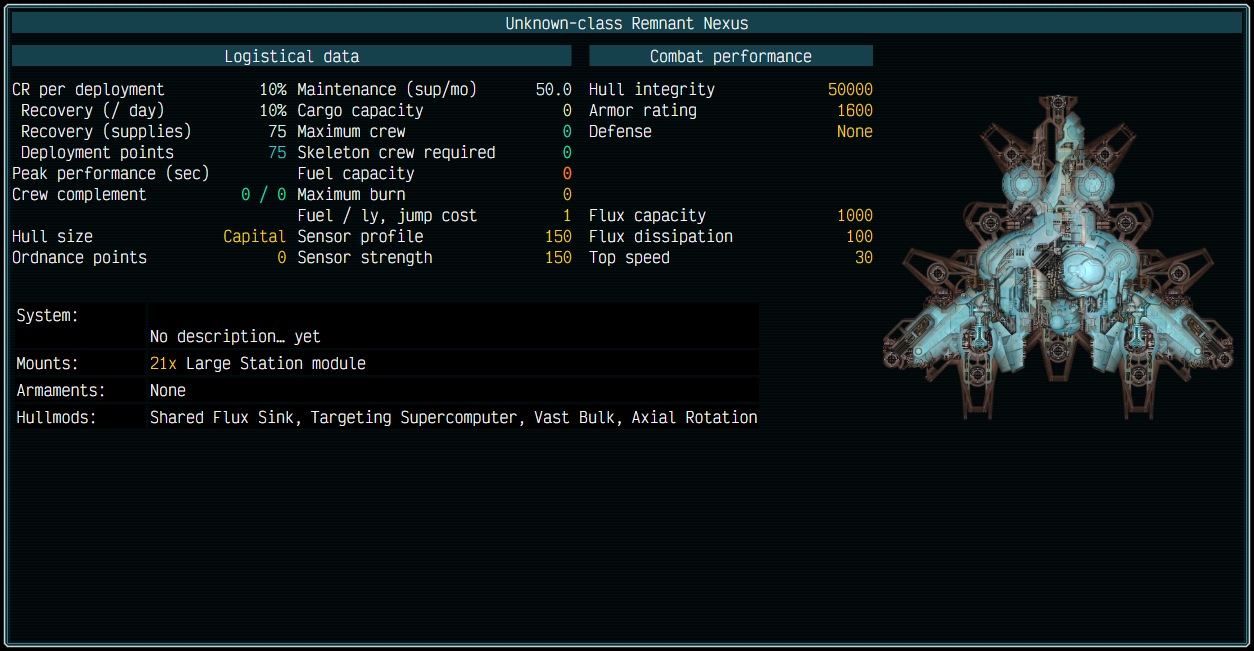 Unknown-class Remnant Nexus
Logistical data
CR per deployment 10% Maintenance (sup/mo) 50.0
Recovery (/ day) 10% Cargo capacity 0
Recovery (supplies) 75 Maximum crew 0
Deployment points 75 Skeleton crew required 0
Peak performance (sec) Fuel capacity 0
Crew complement 0 / 0 Maximum burn 0
Fuel / ly, jump cost 1
Hull size Capital Sensor profile 150
Ordnance points 0 Sensor strength 150
Combat performance
Hull integrity 50000
Armor rating 1600
Defense None
Flux capacity 1000
Flux dissipation 100
Top speed 30
System:
No description… yet
Mounts: 21x Large Station module
Armaments: None
Hullmods: Shared Flux Sink, Targeting Supercomputer, Vast Bulk, Axial Rotation